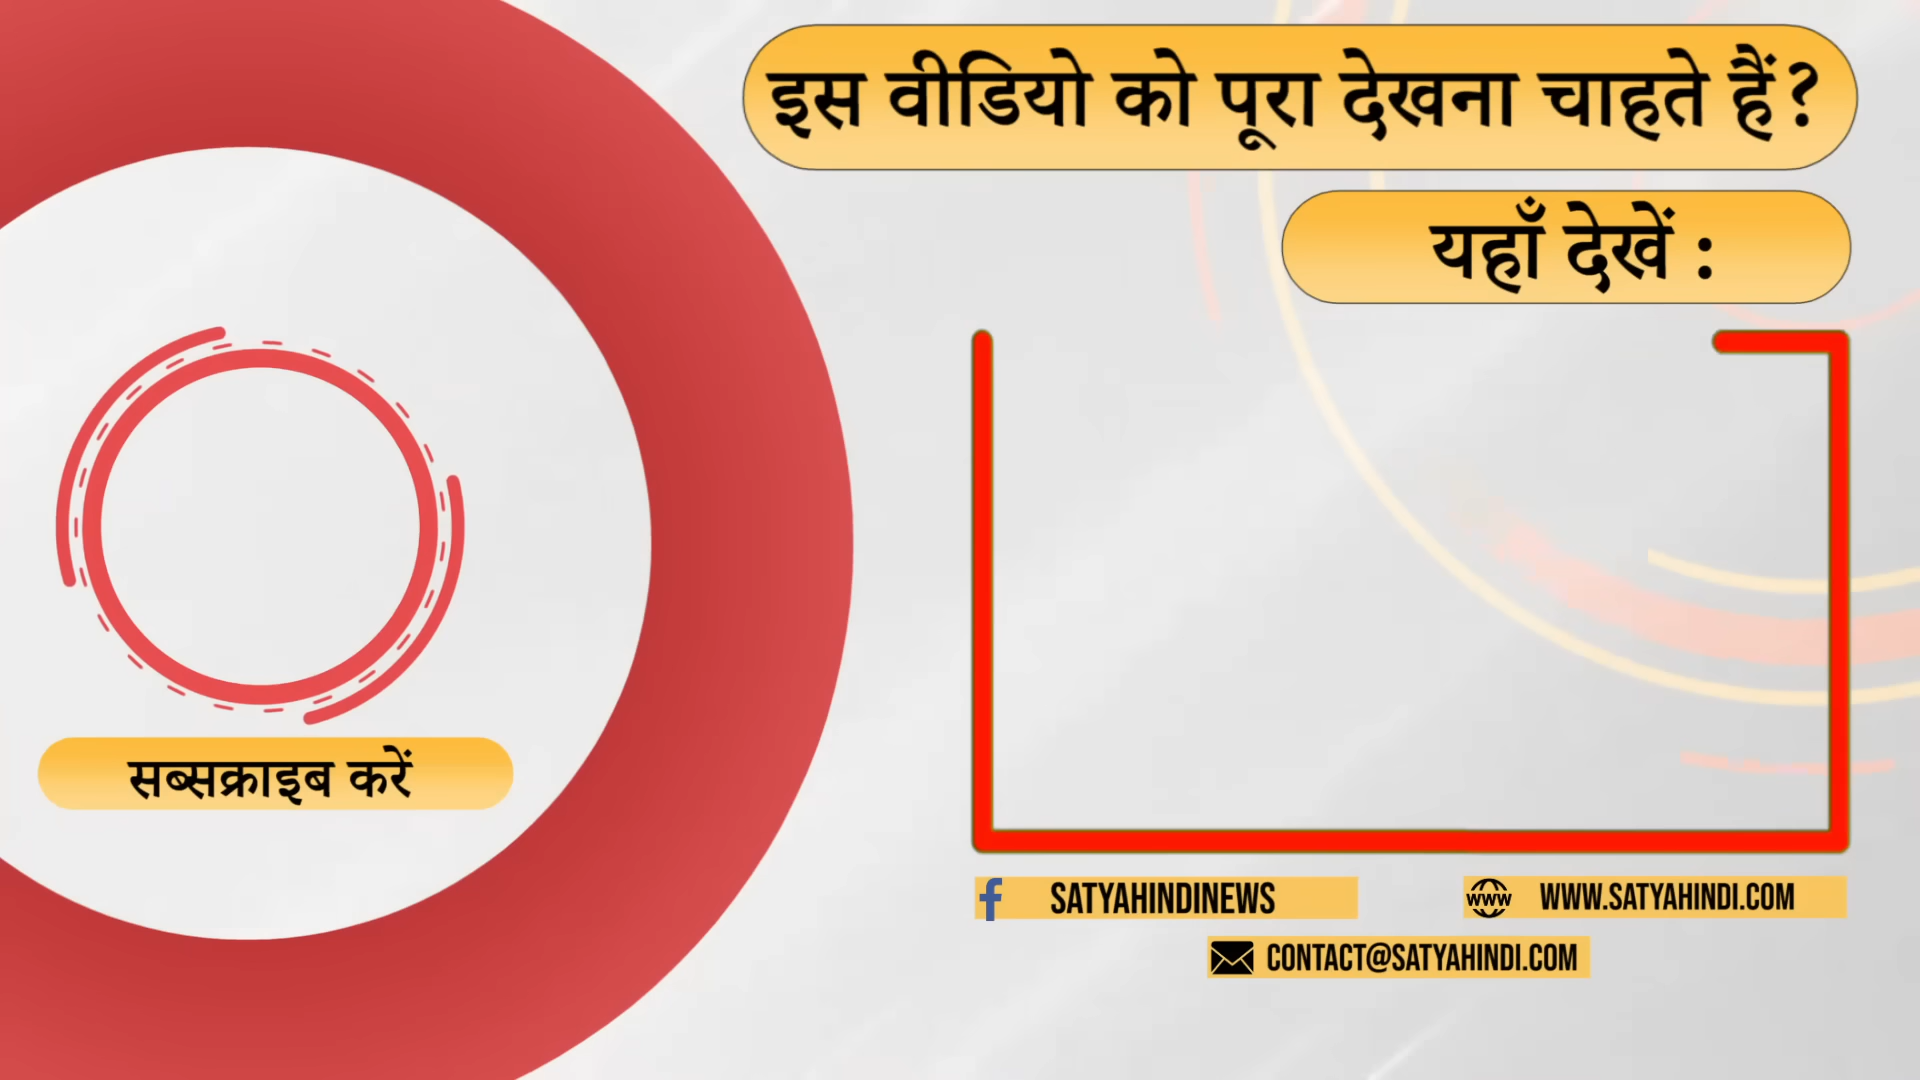 इस वीडियो को पूरा देखना चाहते हैं?
यहाँ देखें :
सब्सक्राइब करें
SATYAHINDINEWS
WWW
WWW.SATYAHINDI.COM
CONTACT@SATYAHINDI.COM